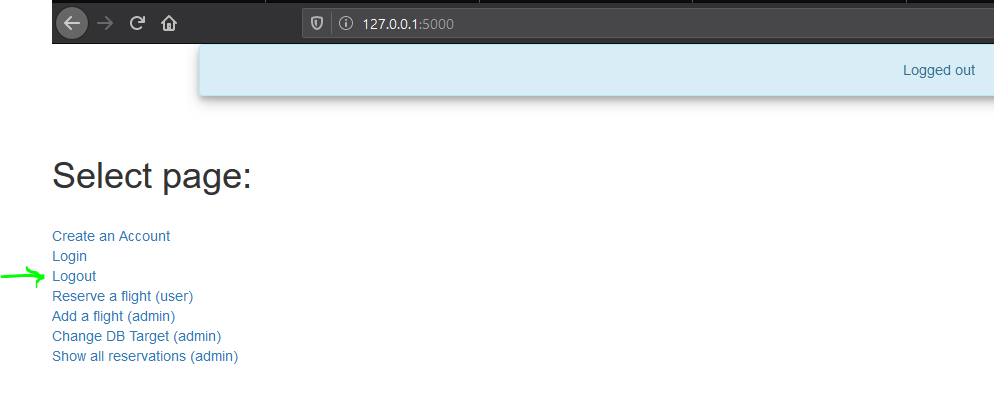 127.0.0.1:5000
Logged out
Select page:
Create an Account
Login
Logout
Reserve a flight (user)
Add a flight (admin)
Change DB Target (admin)
Show all reservations (admin)